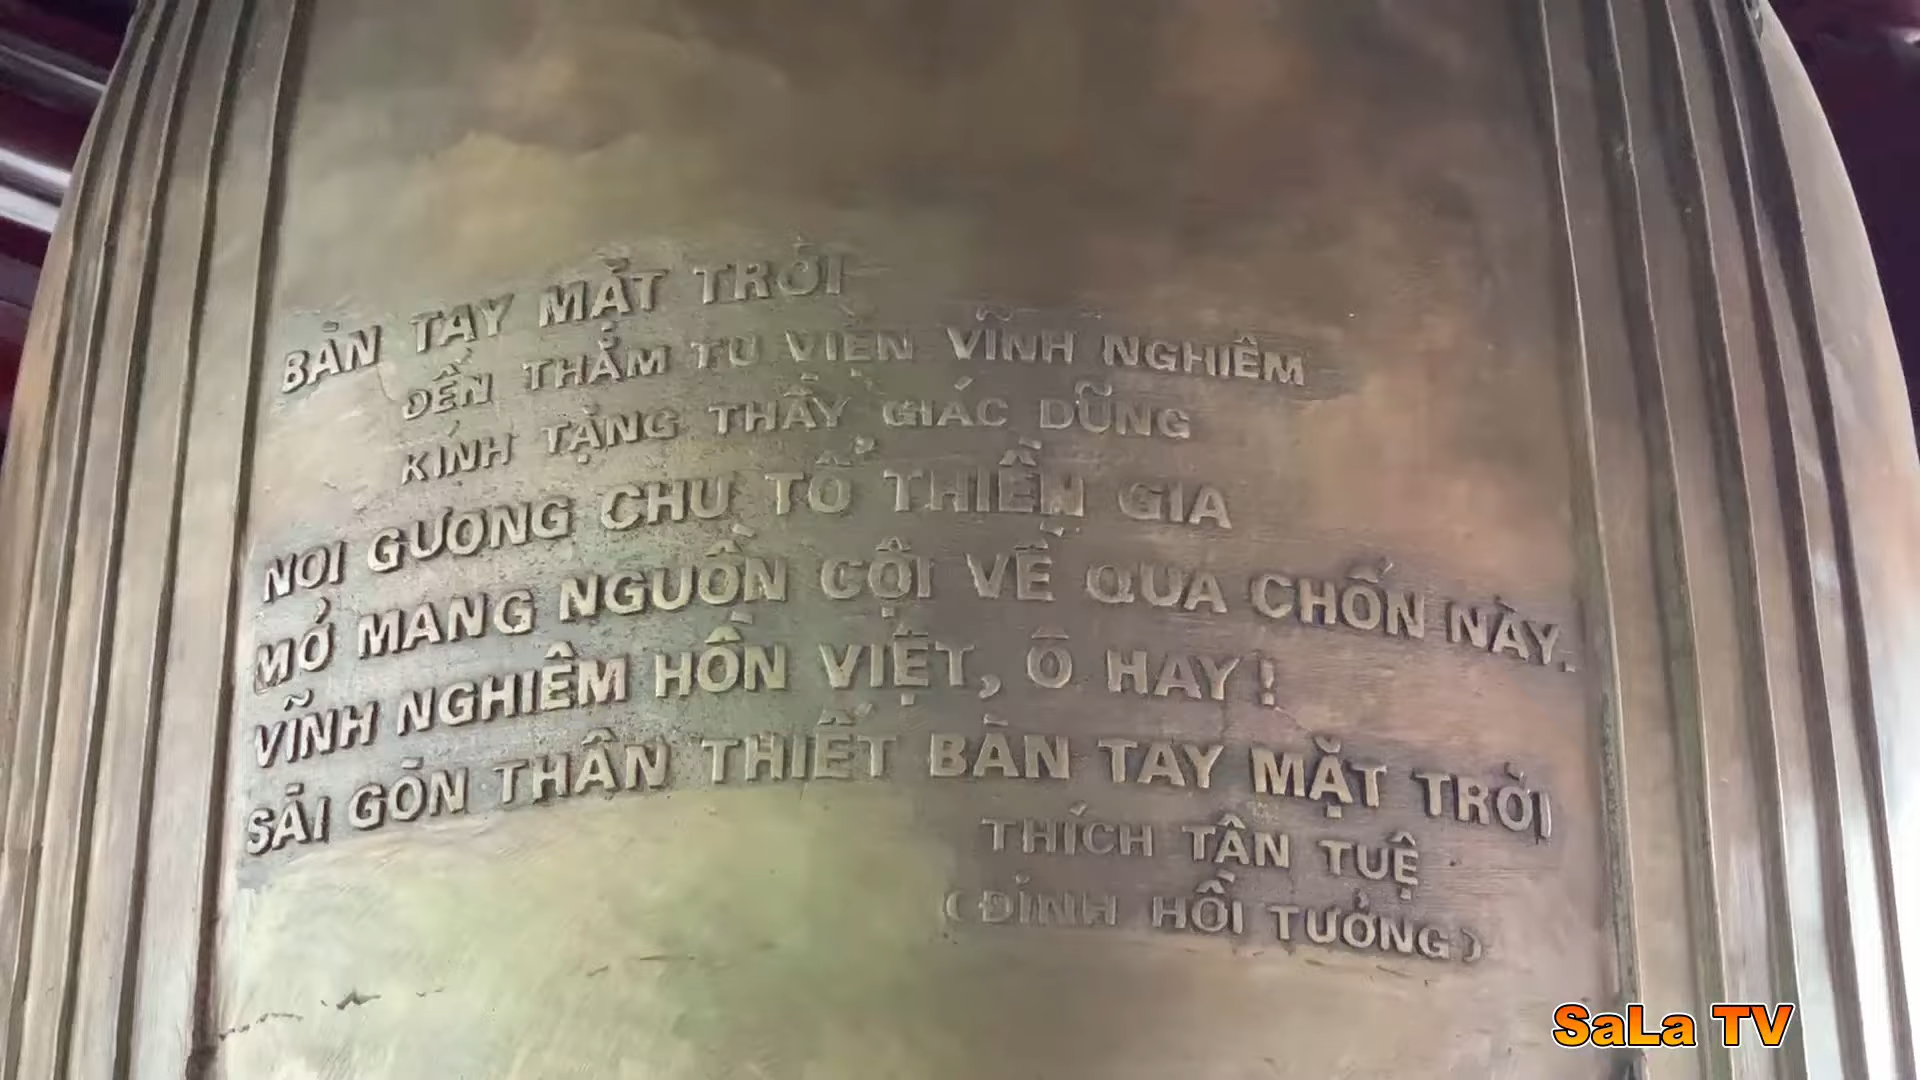 BÀN TAY MẶT TRỜI
ĐẾN THĂM TU VIỆN VĨNH NGHIÊM
KÍNH TẶNG THẦY GIÁC DŨNG
NOI GƯƠNG CHƯ TỔ THIỀN GIA
MỞ MANG NGUỒN CỘI VỀ QUA CHỐN NÀY.
VĨNH NGHIÊM HỒN VIỆT, Ô HAY!
SÀI GÒN THÂN THIẾT BÀN TAY MẶT TRỜI
THÍCH TÂN TUỆ
(ĐỈNH HỒI TƯỞNG)
SaLa TV